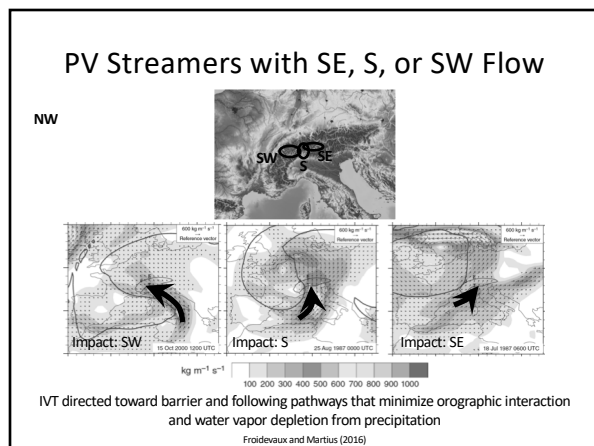 PV Streamers with SE, S, or SW Flow
NW
SW
S
SE
600 kg m⁻¹ s⁻¹
Reference vector
Impact: SW
15 Oct 2000 1200 UTC
600 kg m⁻¹ s⁻¹
Reference vector
Impact: S
25 Aug 1987 0000 UTC
600 kg m⁻¹ s⁻¹
Reference vector
Impact: SE
18 Jul 1987 0600 UTC
kg m⁻¹ s⁻¹
100 200 300 400 500 600 700 800 900 1000
IVT directed toward barrier and following pathways that minimize orographic interaction
and water vapor depletion from precipitation
Froidevaux and Martius (2016)